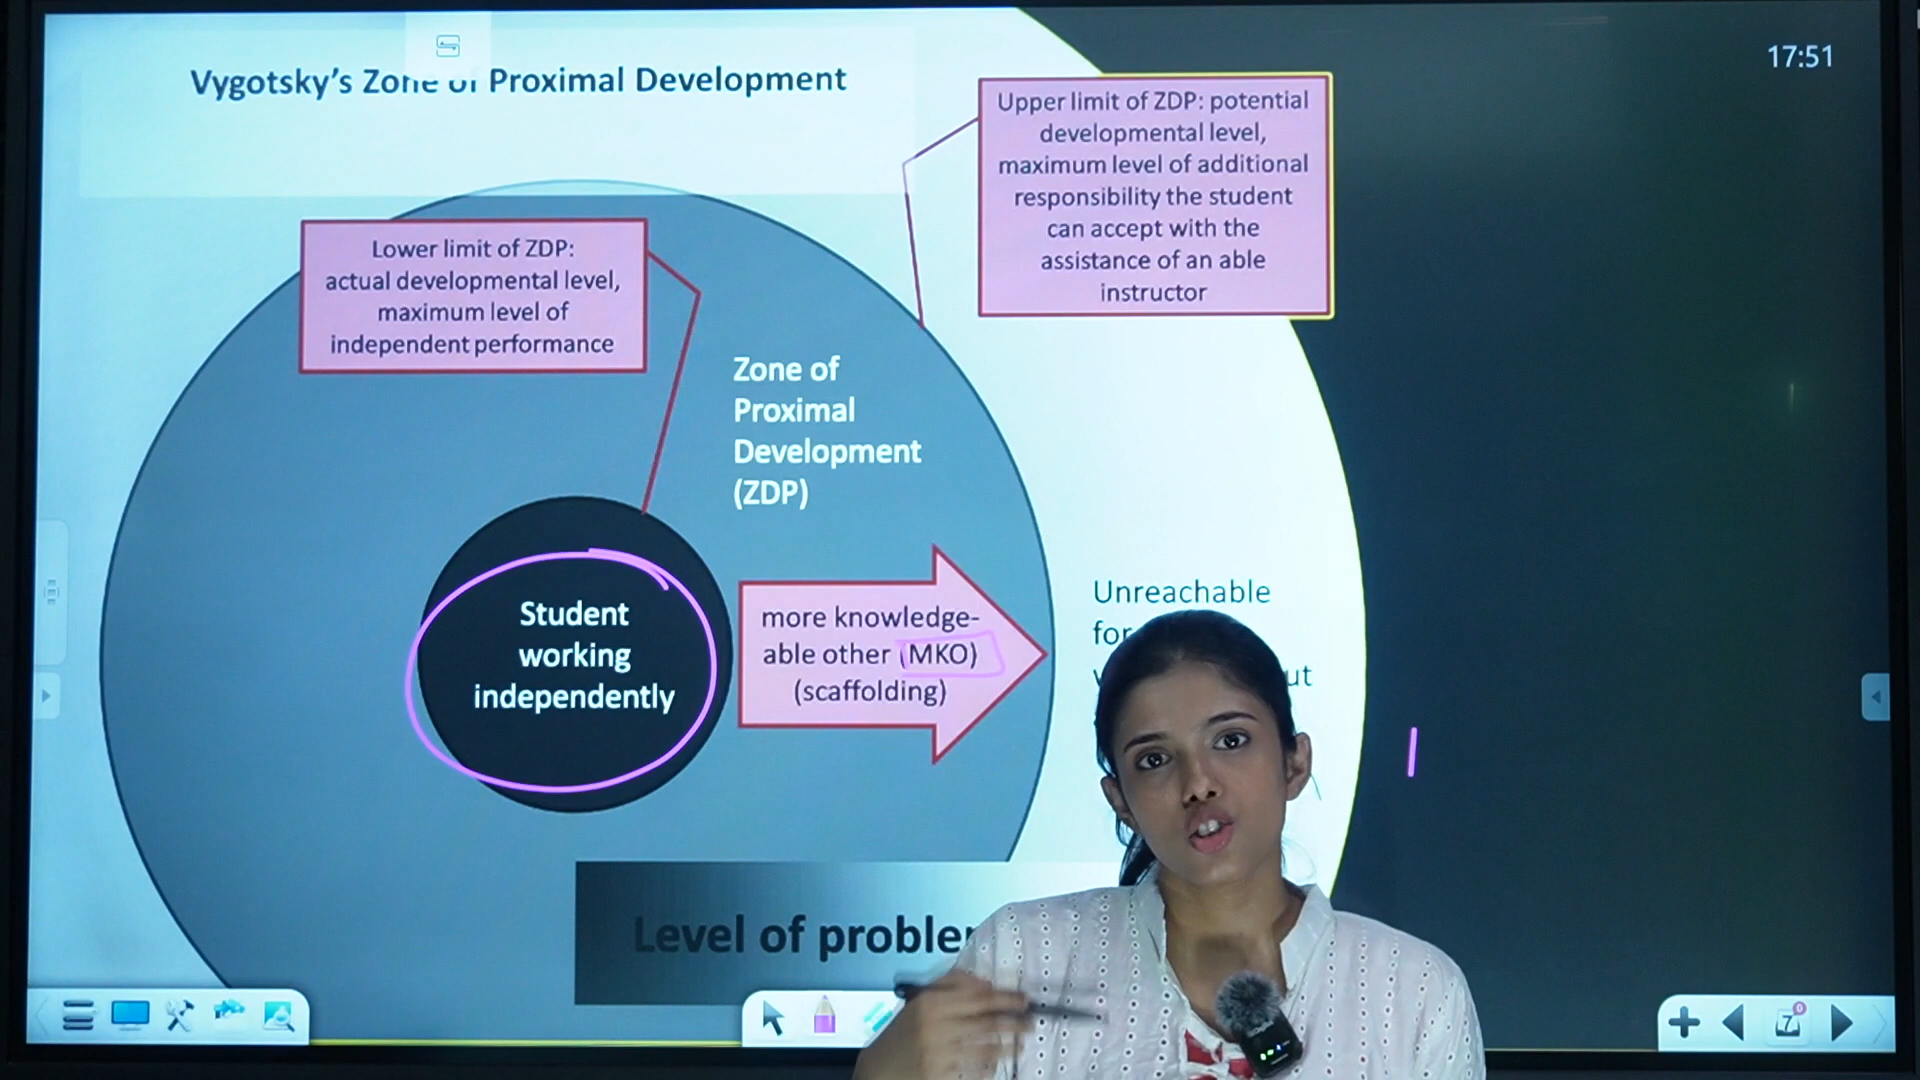 17:51
Vygotsky's Zone of Proximal Development
Upper limit of ZDP: potential
developmental level,
maximum level of additional
responsibility the student
can accept with the
assistance of an able
instructor
Lower limit of ZDP:
actual developmental level,
maximum level of
independent performance
Zone of
Proximal
Development
(ZDP)
Student
working
independently
more knowledge-
able other (MKO)
(scaffolding)
Unreachable
for
Level of
7